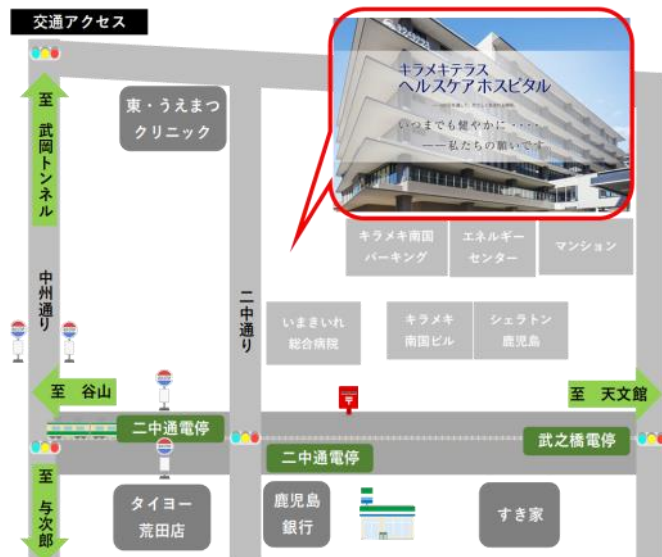 交通アクセス
至 武岡トンネル
東・うえまつ
クリニック
キラメキテラス
ヘルスケアホスピタル
いつまでも健やかに・・・・
——私たちの願いです
キラメキ南国
パーキング
エネルギー
センター
マンション
中州通り
二中通り
いまきいれ
総合病院
キラメキ
南国ビル
シェラトン
鹿児島
至 谷山
至 天文館
二中通電停
武之橋電停
二中通電停
至 与次郎
タイヨー
荒田店
鹿児島
銀行
すき家